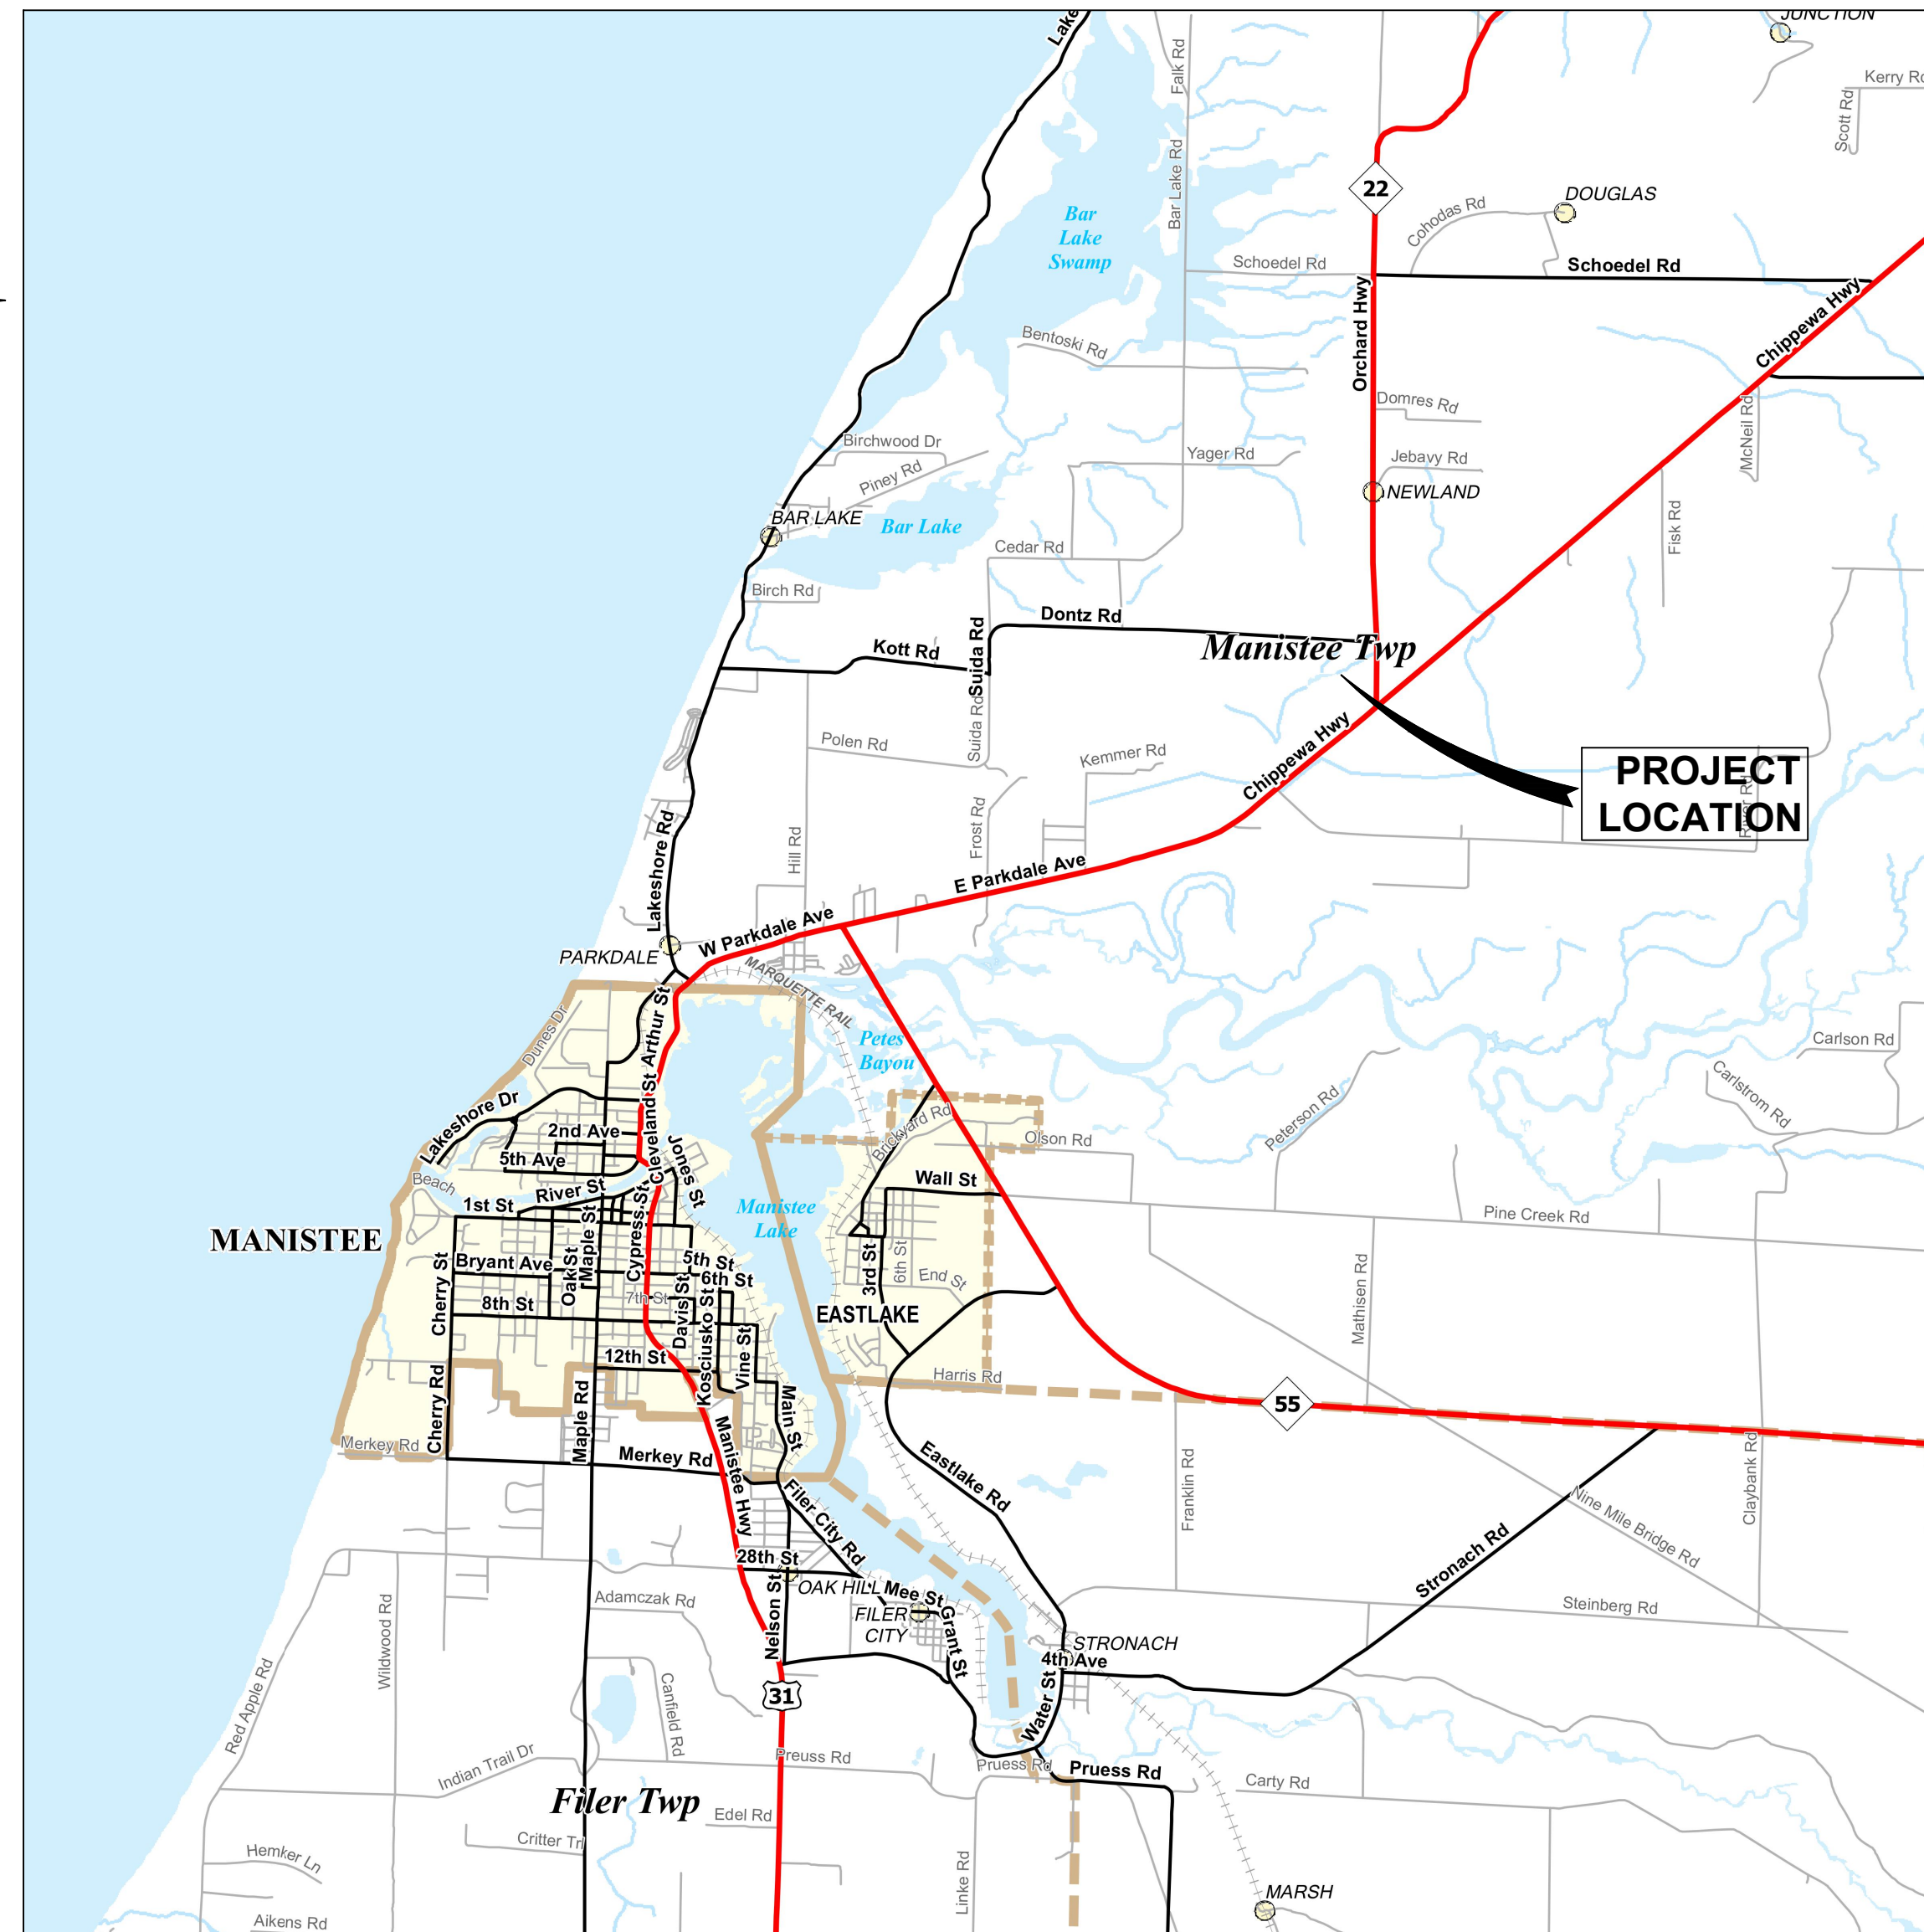 Lake
JUNCTION
Kerry Rd
Scott Rd
Falk Rd
22
DOUGLAS
Cohodas Rd
Bar Lake Rd
Bar
Lake
Swamp
Schoedel Rd
Schoedel Rd
Chippewa Hwy
Orchard Hwy
Bentoski Rd
Domres Rd
McNeil Rd
Birchwood Dr
Piney Rd
Yager Rd
Jebavy Rd
NEWLAND
BAR LAKE
Bar Lake
Fisk Rd
Cedar Rd
Birch Rd
Dontz Rd
Suida Rd
Kott Rd
Manistee Twp
Suida Rd
Polen Rd
Kemmer Rd
Chippewa Hwy
PROJECT
LOCATION
River Rd
Lakeshore Rd
Hill Rd
Frost Rd
E Parkdale Ave
W Parkdale Ave
PARKDALE
MARQUETTE RAIL
Dunes Dr
Arthur St
Petes
Bayou
Carlson Rd
Carlstrom Rd
Peterson Rd
Lakeshore Dr
2nd Ave
5th Ave
Cleveland St
Jones St
Brickyard Rd
Olson Rd
Beach
River St
1st St
Wall St
Manistee
Lake
Pine Creek Rd
MANISTEE
Maple St
Cypress St
Oak St
Bryant Ave
5th St
6th St
7th St
8th St
Cherry St
Davis St
Kosciusko St
Vine St
3rd St
6th St
End St
EASTLAKE
Mathisen Rd
12th St
Harris Rd
55
Cherry Rd
Maple Rd
Main St
Merkey Rd
Merkey Rd
Manistee Hwy
Eastlake Rd
Franklin Rd
Claybank Rd
Nine Mile Bridge Rd
Filer City Rd
28th St
OAK HILL
Mee St
Stronach Rd
Adamczak Rd
Nelson St
FILER
CITY
Grant St
Steinberg Rd
STRONACH
4th Ave
Wildwood Rd
Red Apple Rd
Canfield Rd
31
Water St
Indian Trail Dr
Preuss Rd
Pruess Rd
Pruess Rd
Carty Rd
Filer Twp
Edel Rd
Critter Trl
Hemker Ln
Linke Rd
MARSH
Aikens Rd